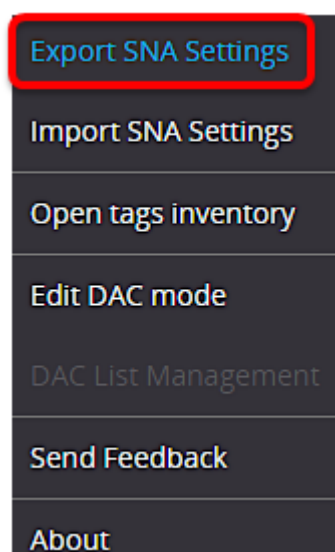 Export SNA Settings
Import SNA Settings
Open tags inventory
Edit DAC mode
DAC List Management
Send Feedback
About